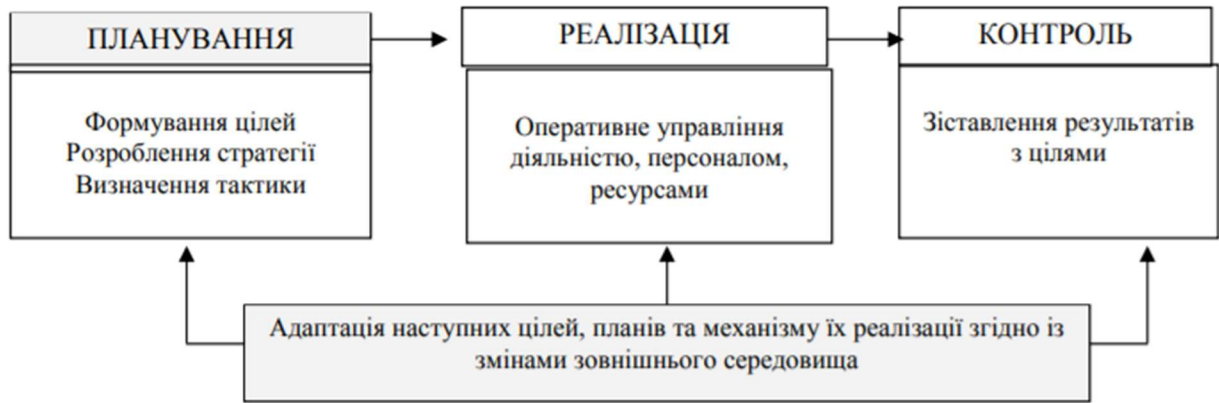 ПЛАНУВАННЯ
Формування цілей
Розроблення стратегії
Визначення тактики
РЕАЛІЗАЦІЯ
Оперативне управління
діяльністю, персоналом,
ресурсами
КОНТРОЛЬ
Зіставлення результатів
з цілями
Адаптація наступних цілей, планів та механізму їх реалізації згідно із
змінами зовнішнього середовища